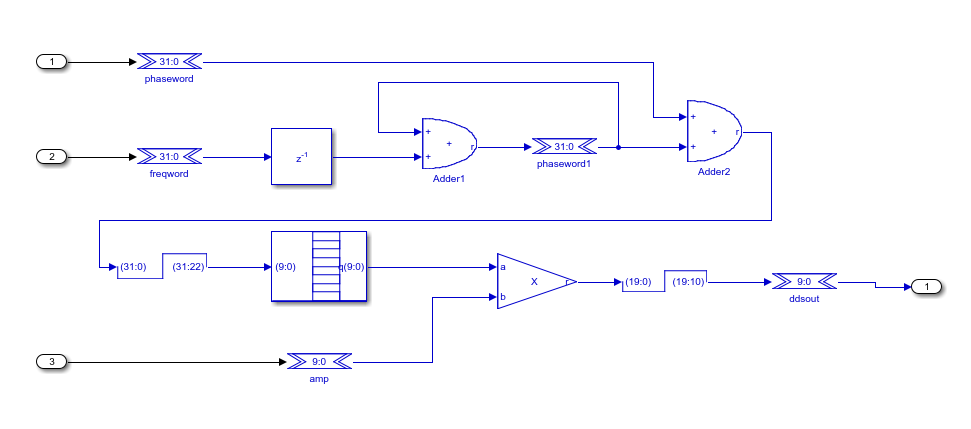 1
31:0
phaseword
+
+
r
+
Adder2
+
+
r
+
Adder1
31:0
phaseword1
2
31:0
freqword
z-1
(31:0)
(31:22)
(9:0)
q(9:0)
a
X
r
b
(19:0)
(19:10)
9:0
ddsout
1
3
9:0
amp